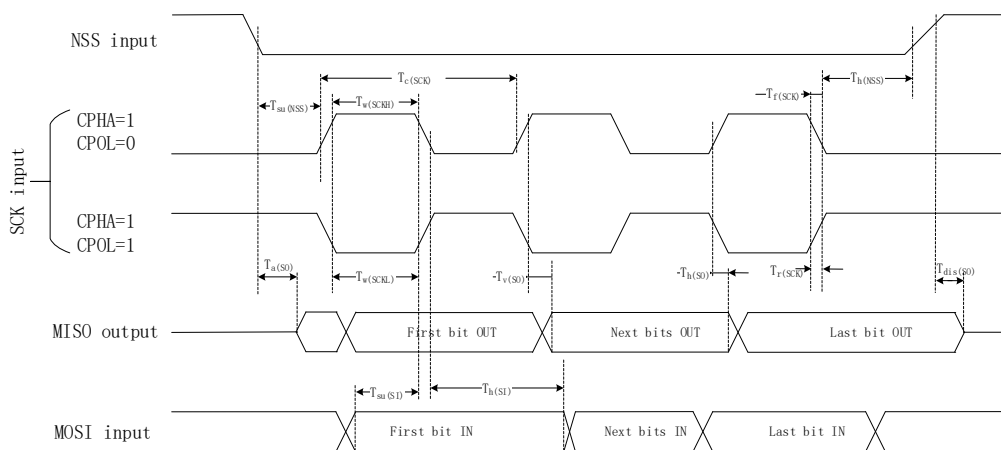 NSS input
Tc(SCK)
Th(NSS)
Tsu(NSS)
Tw(SCKH)
Tf(SCK)
CPHA=1
CPOL=0
SCK input
CPHA=1
CPOL=1
Ta(SO)
Tw(SCKL)
Tv(SO)
Th(SO)
Tr(SCK)
Tdis(SO)
MISO output
First bit OUT
Next bits OUT
Last bit OUT
Tsu(SI)
Th(SI)
MOSI input
First bit IN
Next bits IN
Last bit IN